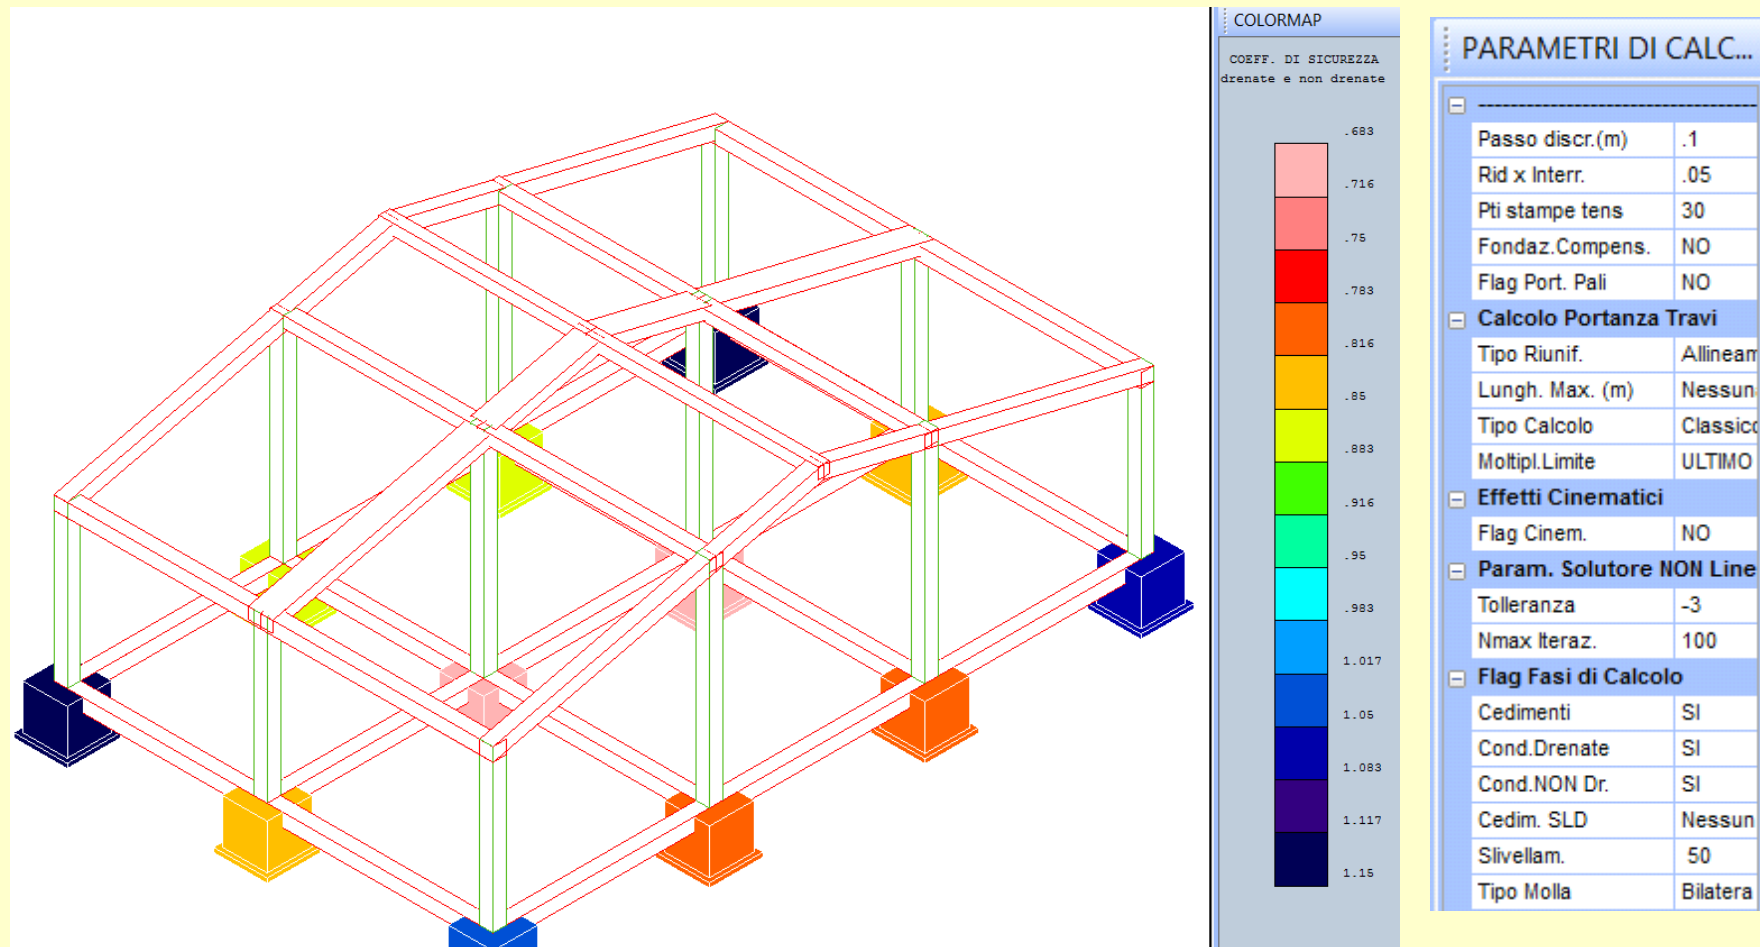 COLORMAP
COEFF. DI SICUREZZA
drenate e non drenate
.683
.716
.75
.783
.816
.85
.883
.916
.95
.983
1.017
1.05
1.083
1.117
1.15
PARAMETRI DI CALC...
Passo discr.(m) .1
Rid x Interr. .05
Pti stampe tens 30
Fondaz.Compens. NO
Flag Port. Pali NO
Calcolo Portanza Travi
Tipo Riunif. Allineam
Lungh. Max. (m) Nessun
Tipo Calcolo Classico
Moltipl.Limite ULTIMO
Effetti Cinematici
Flag Cinem. NO
Param. Solutore NON Line
Tolleranza -3
Nmax Iteraz. 100
Flag Fasi di Calcolo
Cedimenti SI
Cond.Drenate SI
Cond.NON Dr. SI
Cedim. SLD Nessun
Slivellam. 50
Tipo Molla Bilatera